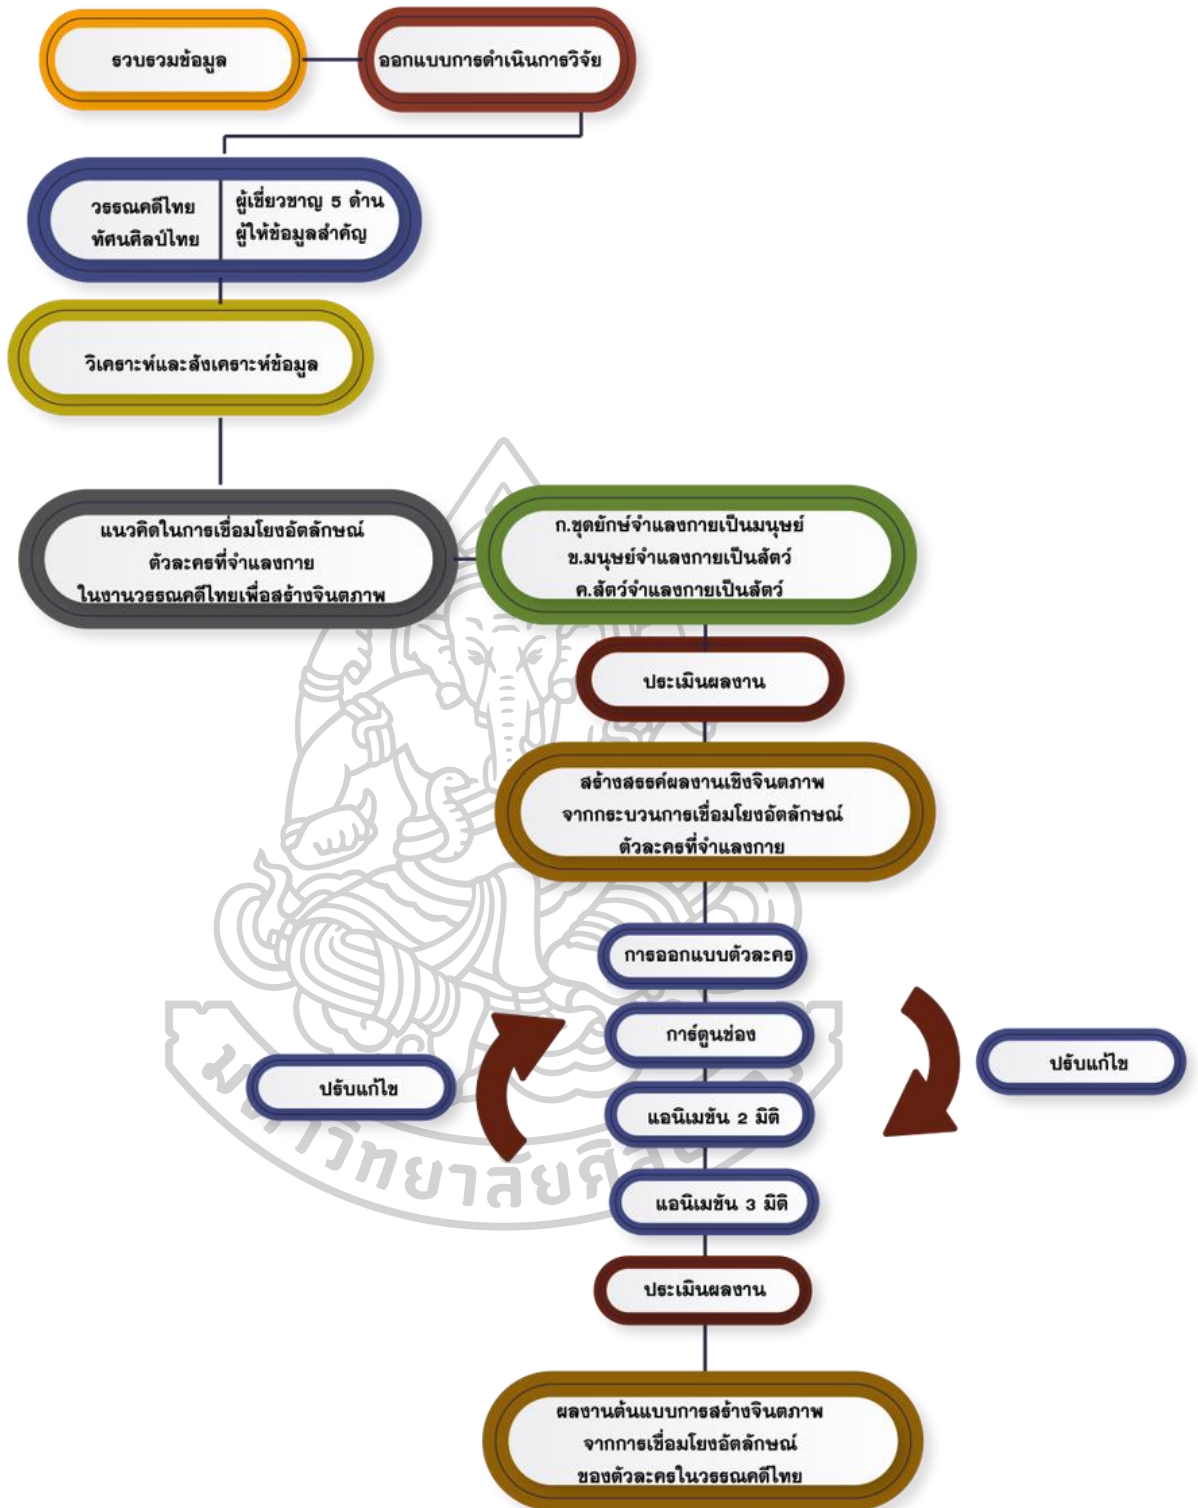 รวบรวมข้อมูล
ออกแบบการดำเนินการวิจัย
วรรณคดีไทย
ทัศนศิลป์ไทย
ผู้เชี่ยวชาญ 5 ด้าน
ผู้ให้ข้อมูลสำคัญ
วิเคราะห์และสังเคราะห์ข้อมูล
แนวคิดในการเชื่อมโยงอัตลักษณ์
ตัวละครที่จำแลงกาย
ในงานวรรณคดีไทยเพื่อสร้างจินตภาพ
ก.ชุดยักษ์จำแลงกายเป็นมนุษย์
ข.มนุษย์จำแลงกายเป็นสัตว์
ค.สัตว์จำแลงกายเป็นสัตว์
ประเมินผลงาน
สร้างสรรค์ผลงานเชิงจินตภาพ
จากกระบวนการเชื่อมโยงอัตลักษณ์
ตัวละครที่จำแลงกาย
การออกแบบตัวละคร
การ์ตูนช่อง
ปรับแก้ไข
ปรับแก้ไข
แอนิเมชัน 2 มิติ
แอนิเมชัน 3 มิติ
ประเมินผลงาน
ผลงานต้นแบบการสร้างจินตภาพ
จากการเชื่อมโยงอัตลักษณ์
ของตัวละครในวรรณคดีไทย